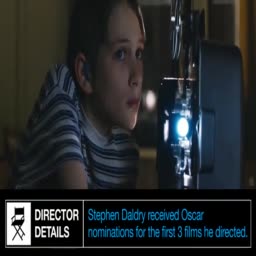 DIRECTOR
DETAILS
Stephen Daldry received Oscar
nominations for the first 3 films he directed.